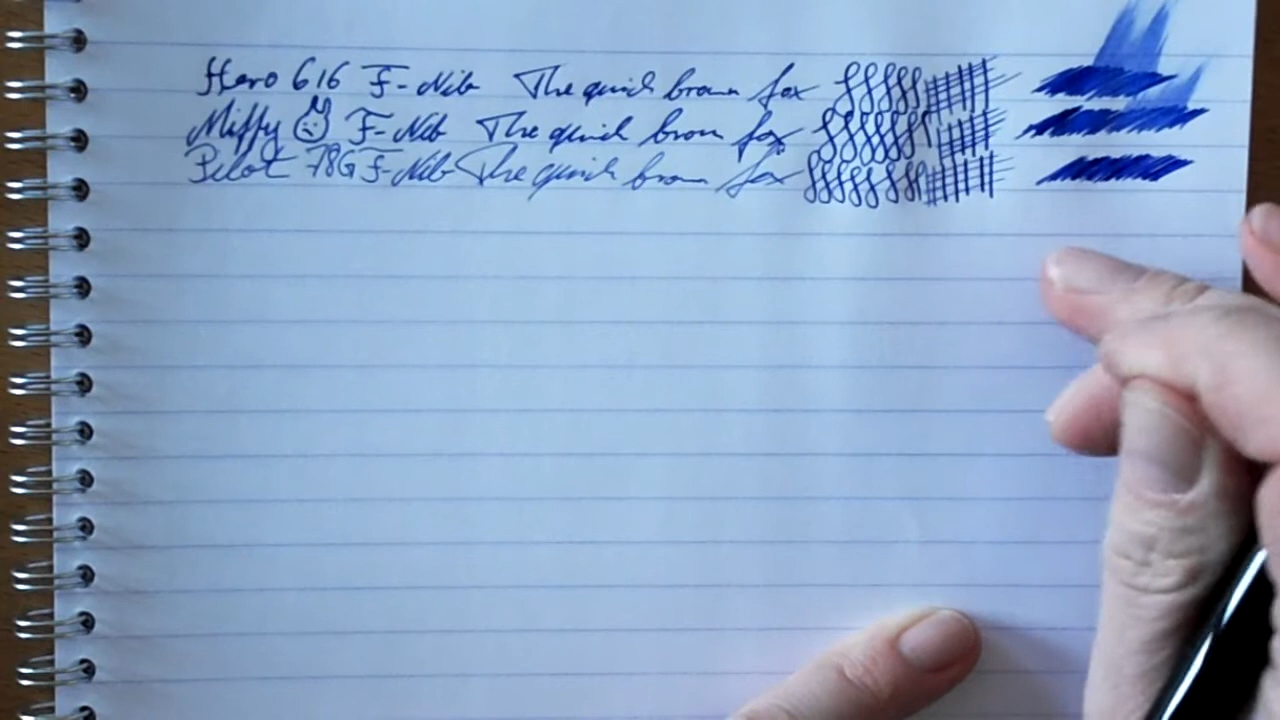 Hero 616 F-Nib The quick brown fox
Miffy F-Nib The quick brown fox
Pilot 78G F-Nib The quick brown fox